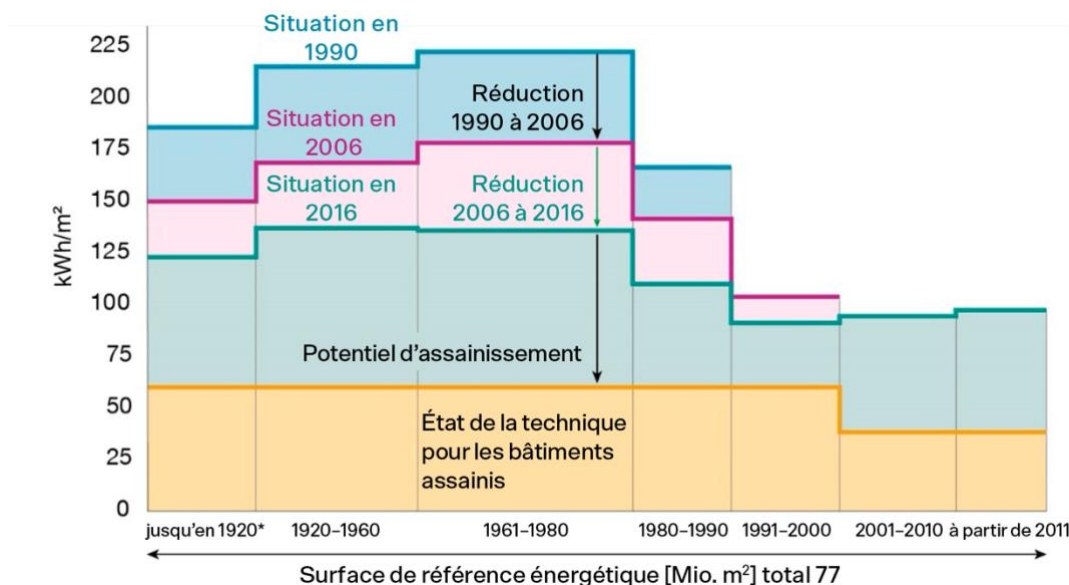 kWh/m²
225
200
175
150
125
100
75
50
25
0
Situation en
1990
Situation en
2006
Situation en
2016
Réduction
1990 à 2006
Réduction
2006 à 2016
Potentiel d’assainissement
État de la technique
pour les bâtiments
assainis
jusqu’en 1920* 1920–1960 1961–1980 1980–1990 1991–2000 2001–2010 à partir de 2011
Surface de référence énergétique [Mio. m²] total 77